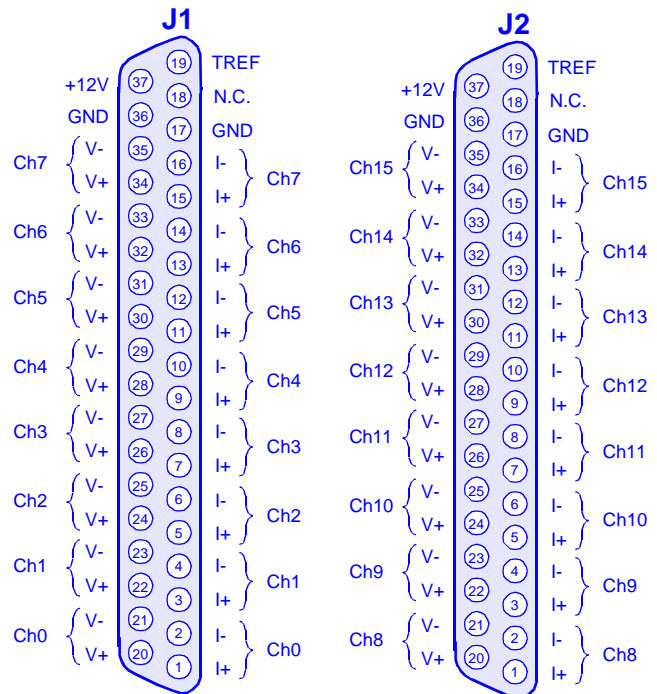 J1
19 TREF
+12V 37
18 N.C.
GND 36
17 GND
V- 35
16 I-
Ch7
Ch7
V+ 34
15 I+
V- 33
14 I-
Ch6
Ch6
V+ 32
13 I+
V- 31
12 I-
Ch5
Ch5
V+ 30
11 I+
V- 29
10 I-
Ch4
Ch4
V+ 28
9 I+
V- 27
8 I-
Ch3
Ch3
V+ 26
7 I+
V- 25
6 I-
Ch2
Ch2
V+ 24
5 I+
V- 23
4 I-
Ch1
Ch1
V+ 22
3 I+
V- 21
2 I-
Ch0
Ch0
V+ 20
1 I+
J2
19 TREF
+12V 37
18 N.C.
GND 36
17 GND
V- 35
16 I-
Ch15
Ch15
V+ 34
15 I+
V- 33
14 I-
Ch14
Ch14
V+ 32
13 I+
V- 31
12 I-
Ch13
Ch13
V+ 30
11 I+
V- 29
10 I-
Ch12
Ch12
V+ 28
9 I+
V- 27
8 I-
Ch11
Ch11
V+ 26
7 I+
V- 25
6 I-
Ch10
Ch10
V+ 24
5 I+
V- 23
4 I-
Ch9
Ch9
V+ 22
3 I+
V- 21
2 I-
Ch8
Ch8
V+ 20
1 I+